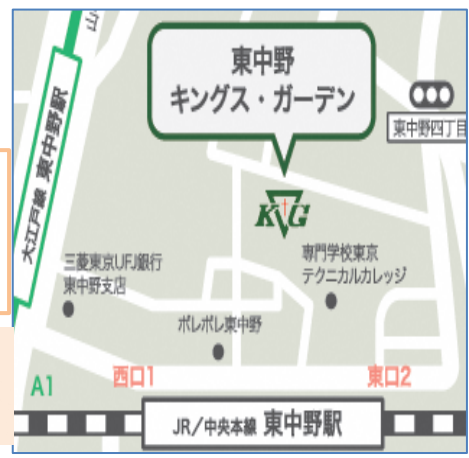 山
東中野
キングス・ガーデン
東中野四丁目
大江戸線 東中野駅
KG
専門学校東京
テクニカルカレッジ
三菱東京UFJ銀行
東中野支店
ポレポレ東中野
A1
西口1
東口2
JR/中央本線 東中野駅